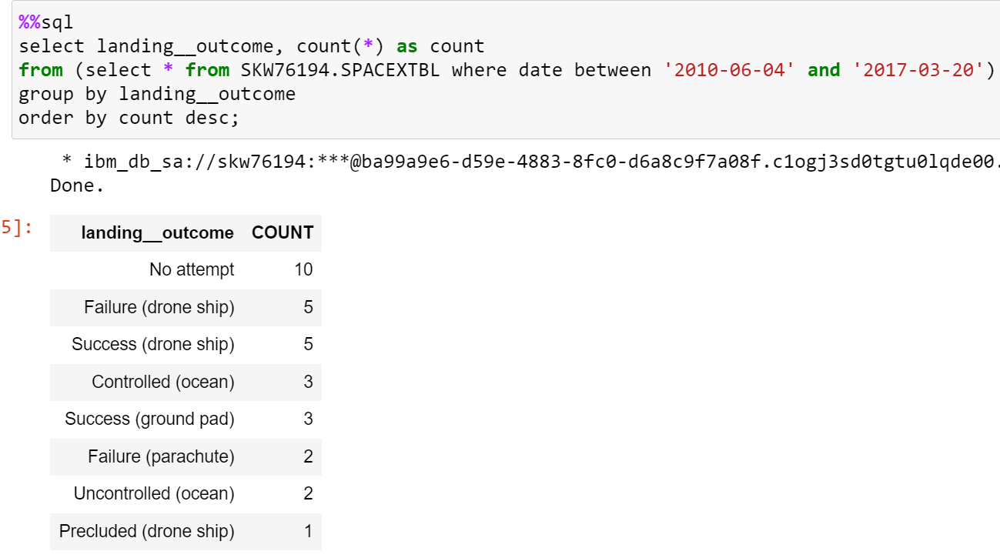 %%sql
select landing__outcome, count(*) as count
from (select * from SKW76194.SPACEXTBL where date between '2010-06-04' and '2017-03-20')
group by landing__outcome
order by count desc;
* ibm_db_sa://skw76194:***@ba99a9e6-d59e-4883-8fc0-d6a8c9f7a08f.c1ogj3sd0tgtu0lqde00.
Done.
5]:
landing__outcome COUNT
No attempt 10
Failure (drone ship) 5
Success (drone ship) 5
Controlled (ocean) 3
Success (ground pad) 3
Failure (parachute) 2
Uncontrolled (ocean) 2
Precluded (drone ship) 1